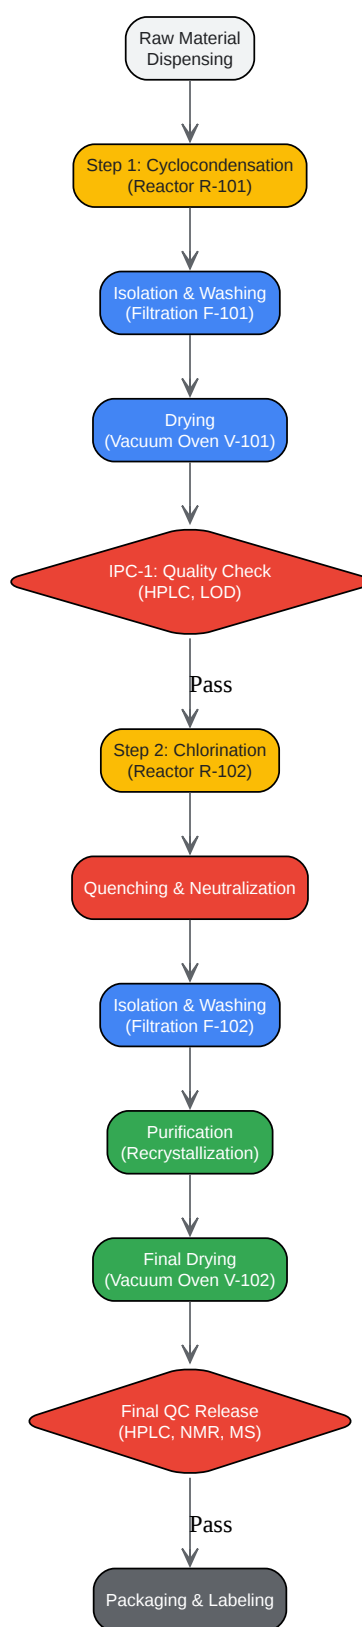 Raw Material
Dispensing
Step 1: Cyclocondensation
(Reactor R-101)
Isolation & Washing
(Filtration F-101)
Drying
(Vacuum Oven V-101)
IPC-1: Quality Check
(HPLC, LOD)
Pass
Step 2: Chlorination
(Reactor R-102)
Quenching & Neutralization
Isolation & Washing
(Filtration F-102)
Purification
(Recrystallization)
Final Drying
(Vacuum Oven V-102)
Final QC Release
(HPLC, NMR, MS)
Pass
Packaging & Labeling